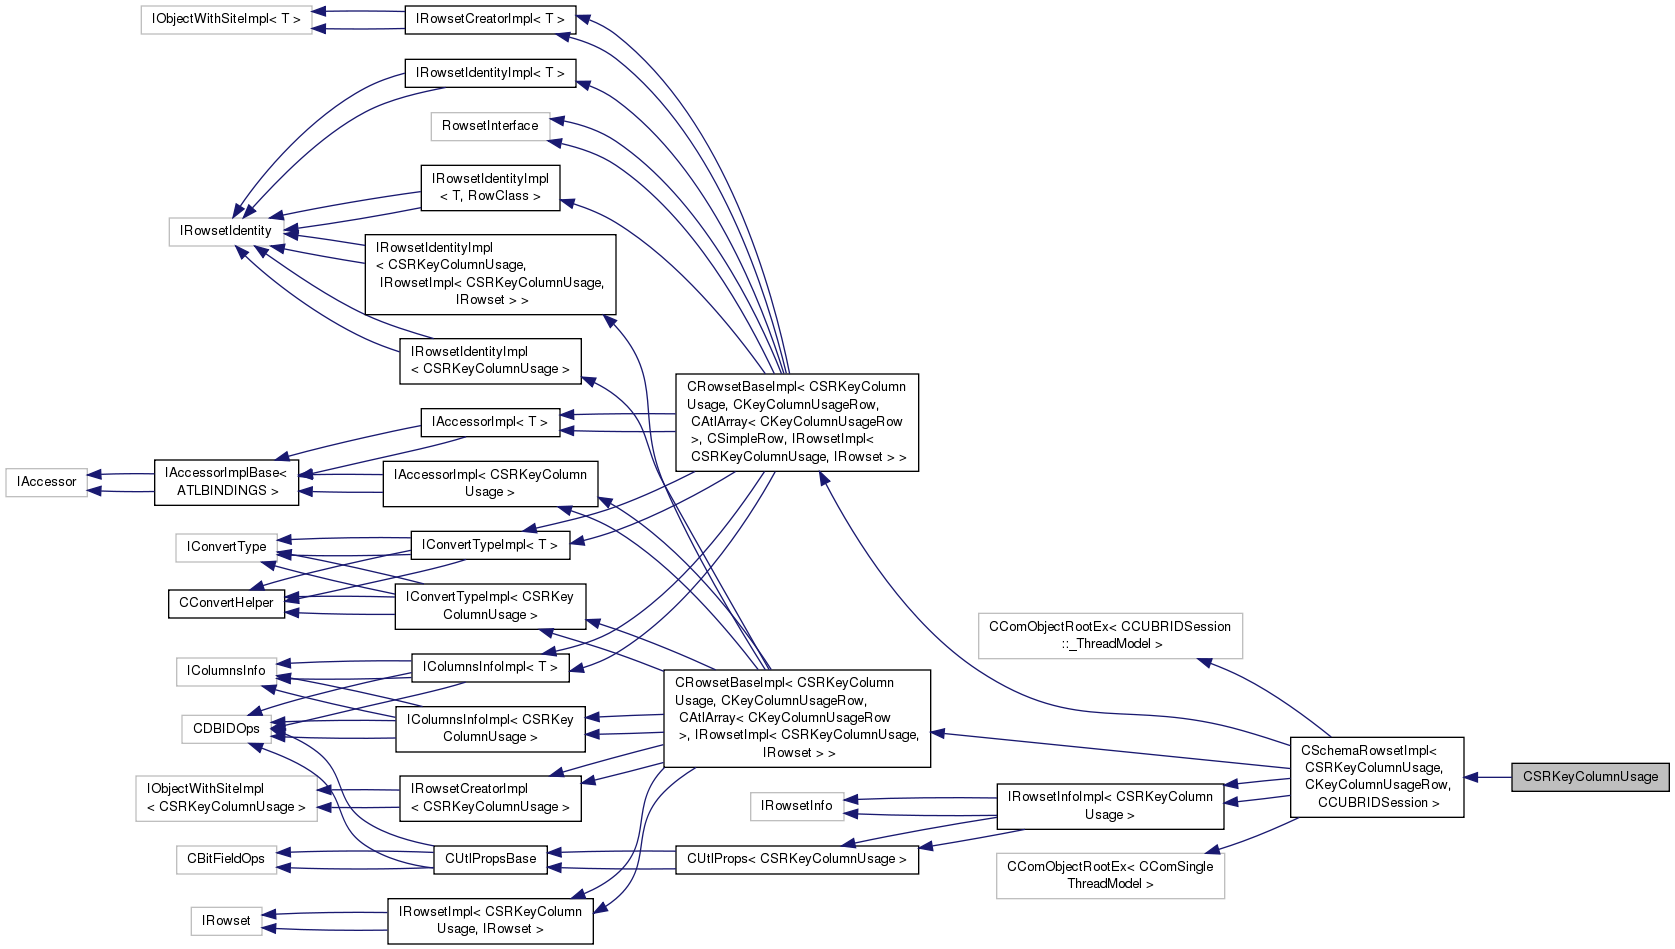 IObjectWithSiteImpl< T >
IRowsetCreatorImpl< T >
IRowsetIdentityImpl< T >
RowsetInterface
IRowsetIdentityImpl
< T, RowClass >
IRowsetIdentity
IRowsetIdentityImpl
< CSRKeyColumnUsage,
IRowsetImpl< CSRKeyColumnUsage,
IRowset > >
IRowsetIdentityImpl
< CSRKeyColumnUsage >
CRowsetBaseImpl< CSRKeyColumn
Usage, CKeyColumnUsageRow,
CAtlArray< CKeyColumnUsageRow
>, CSimpleRow, IRowsetImpl<
CSRKeyColumnUsage, IRowset > >
IAccessorImpl< T >
IAccessor
IAccessorImplBase<
ATLBINDINGS >
IAccessorImpl< CSRKeyColumn
Usage >
IConvertType
IConvertTypeImpl< T >
CConvertHelper
IConvertTypeImpl< CSRKey
ColumnUsage >
CComObjectRootEx< CCUBRIDSession
::_ThreadModel >
IColumnsInfo
IColumnsInfoImpl< T >
CDBIDOps
IColumnsInfoImpl< CSRKey
ColumnUsage >
CRowsetBaseImpl< CSRKeyColumn
Usage, CKeyColumnUsageRow,
CAtlArray< CKeyColumnUsageRow
>, IRowsetImpl< CSRKeyColumnUsage,
IRowset > >
CSchemaRowsetImpl<
CSRKeyColumnUsage,
CKeyColumnUsageRow,
CCUBRIDSession >
CSRKeyColumnUsage
IObjectWithSiteImpl
< CSRKeyColumnUsage >
IRowsetCreatorImpl
< CSRKeyColumnUsage >
IRowsetInfo
IRowsetInfoImpl< CSRKeyColumn
Usage >
CBitFieldOps
CUtlPropsBase
CUtlProps< CSRKeyColumnUsage >
CComObjectRootEx< CComSingle
ThreadModel >
IRowset
IRowsetImpl< CSRKeyColumn
Usage, IRowset >